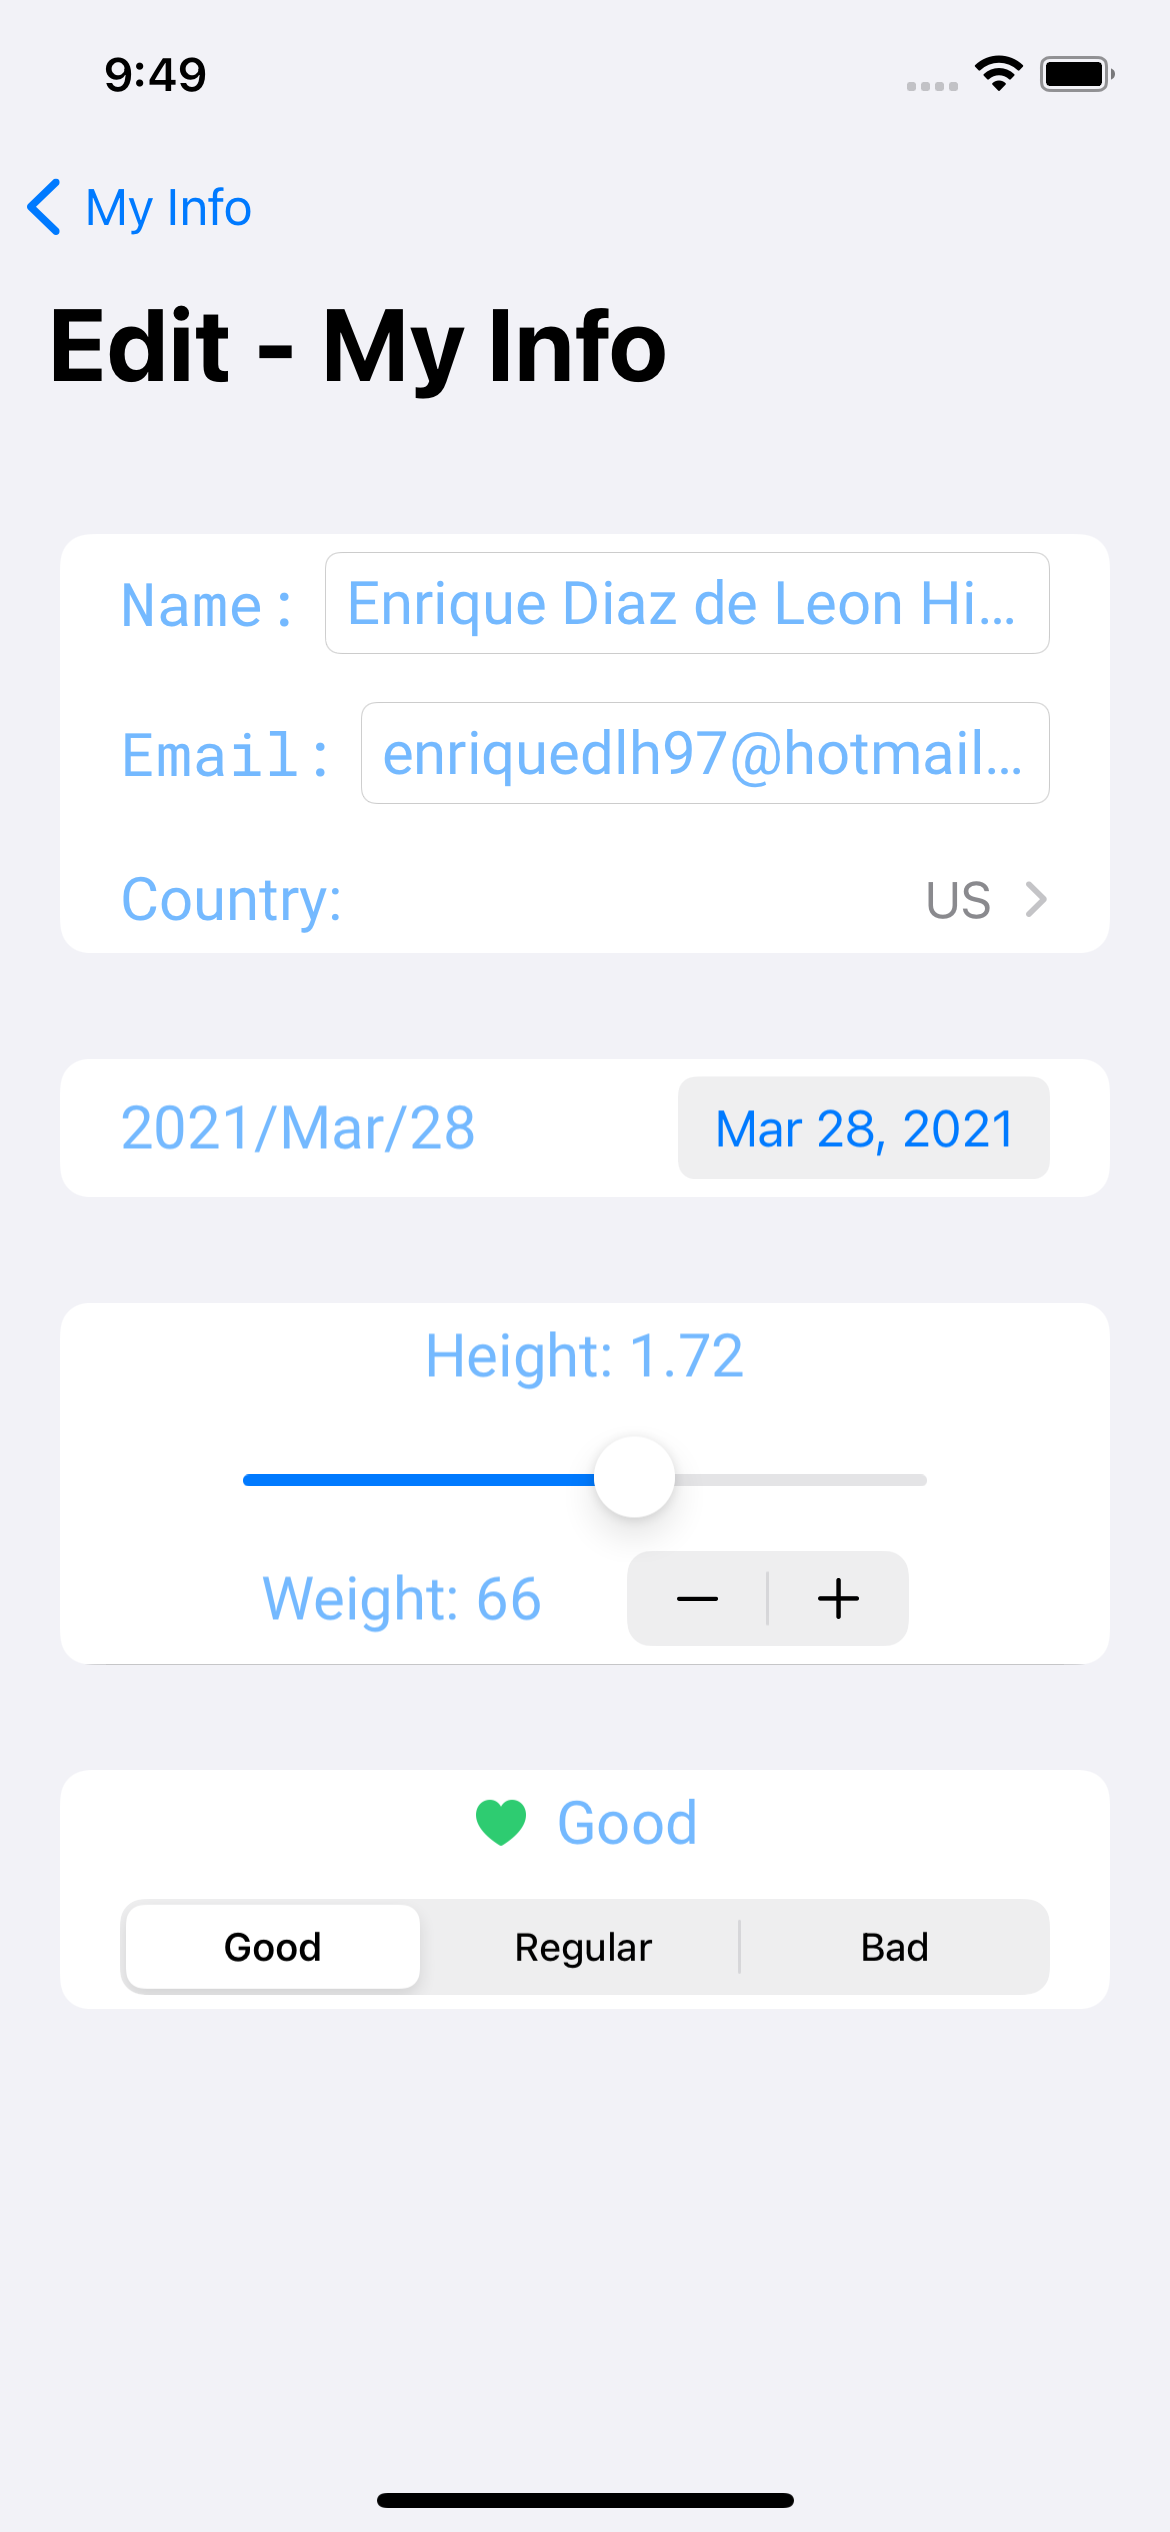 9:49
My Info
Edit - My Info
Name: Enrique Diaz de Leon Hi...
Email: enriquedlh97@hotmail...
Country: US
2021/Mar/28 Mar 28, 2021
Height: 1.72
Weight: 66
Good
Good Regular Bad